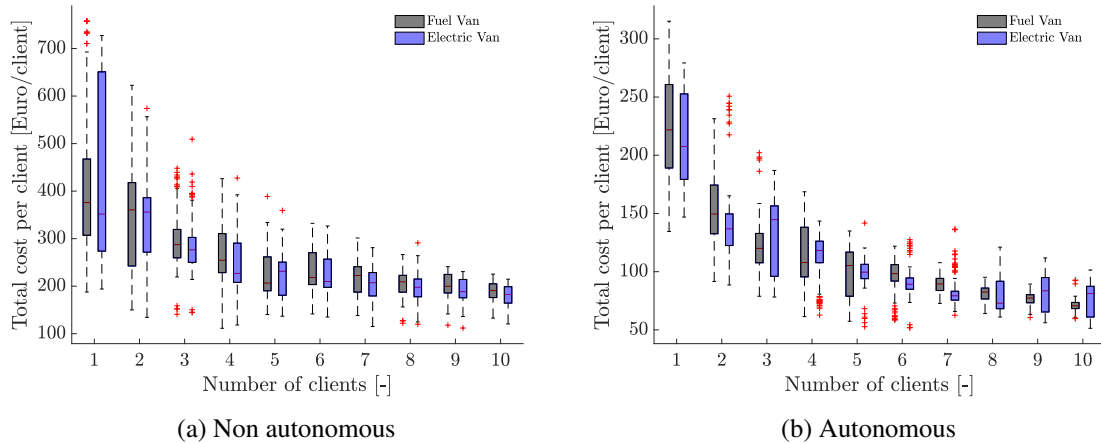 Total cost per client [Euro/client]
700
600
500
400
300
200
100
Fuel Van
Electric Van
1 2 3 4 5 6 7 8 9 10
Number of clients [-]
(a) Non autonomous
Total cost per client [Euro/client]
300
250
200
150
100
50
Fuel Van
Electric Van
1 2 3 4 5 6 7 8 9 10
Number of clients [-]
(b) Autonomous